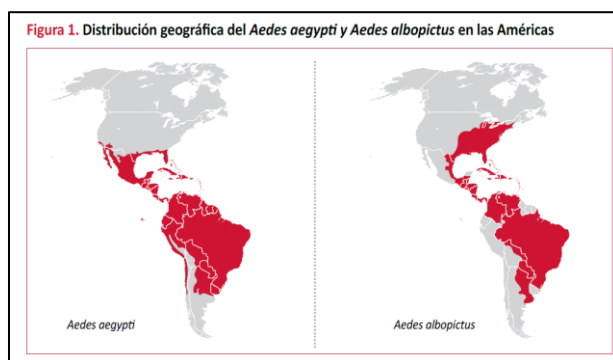 Figura 1. Distribución geográfica del Aedes aegypti y Aedes albopictus en las Américas
Aedes aegypti
Aedes albopictus